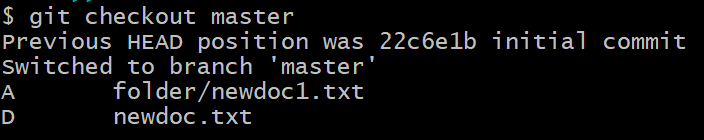 $ git checkout master
Previous HEAD position was 22c6e1b initial commit
Switched to branch 'master'
A       folder/newdoc1.txt
D       newdoc.txt